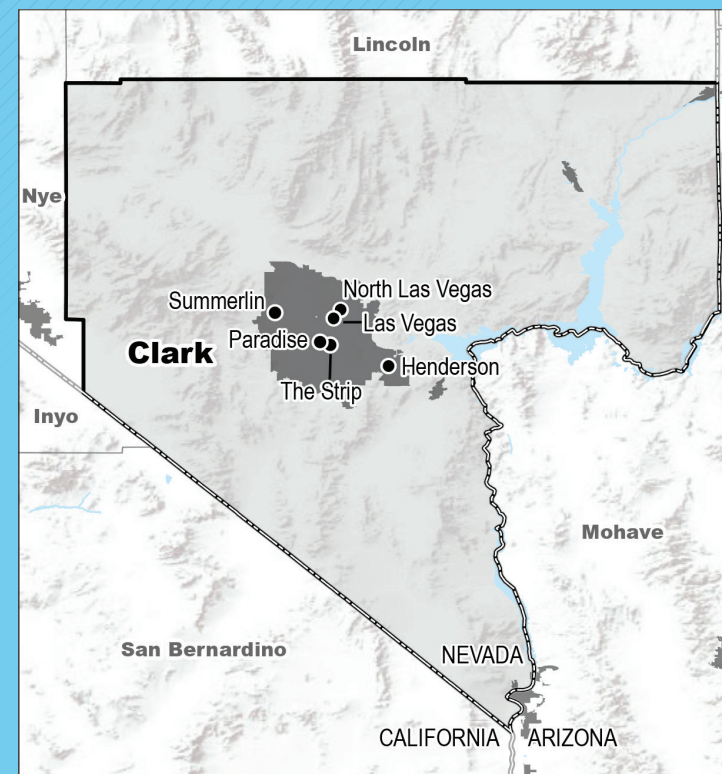 Lincoln
Nye
North Las Vegas
Summerlin
Las Vegas
Paradise
Clark
Henderson
The Strip
Inyo
Mohave
San Bernardino
NEVADA
CALIFORNIA
ARIZONA